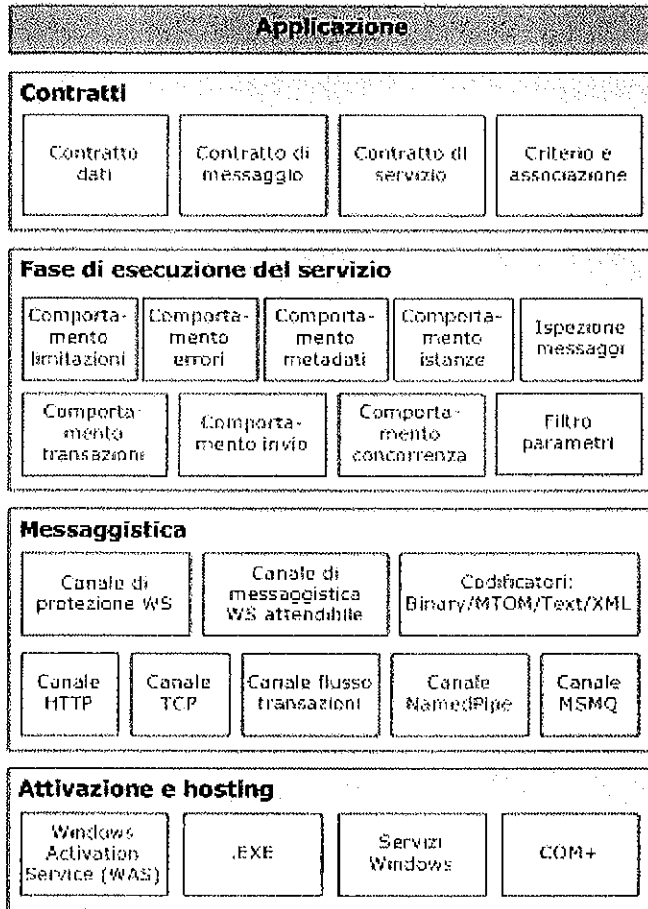 Applicazione
Contratti
Contratto
dati
Contratto di
messaggio
Contratto di
servizio
Criterio e
associazione
Fase di esecuzione del servizio
Comporta-
mento
limitazioni
Comporta-
mento
errori
Comporta-
mento
metadati
Comporta-
mento
istanze
Ispezione
messaggi
Comporta-
mento
transazioni
Comporta-
mento invio
Comporta-
mento
concorrenza
Filtro
parametri
Messaggistica
Canale di
protezione WS
Canale di
messaggistica
WS attendibile
Codificatori:
Binary/MTOM/Text/XML
Canale
HTTP
Canale
TCP
Canale flusso
transazioni
Canale
NamedPipe
Canale
MSMQ
Attivazione e hosting
Windows
Activation
Service (WAS)
.EXE
Servizi
Windows
COM+